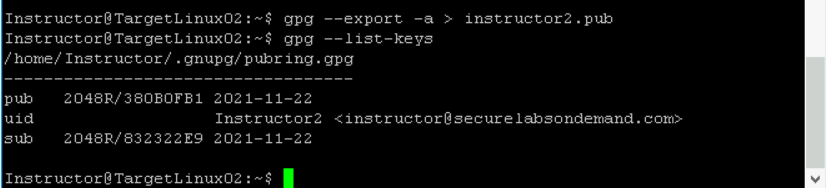 Instructor@TargetLinux02:~$ gpg --export -a > instructor2.pub
Instructor@TargetLinux02:~$ gpg --list-keys
/home/Instructor/.gnupg/pubring.gpg
-----------------------------------
pub   2048R/380B0FB1 2021-11-22
uid                  Instructor2 <instructor@securelabsondemand.com>
sub   2048R/832322E9 2021-11-22
Instructor@TargetLinux02:~$